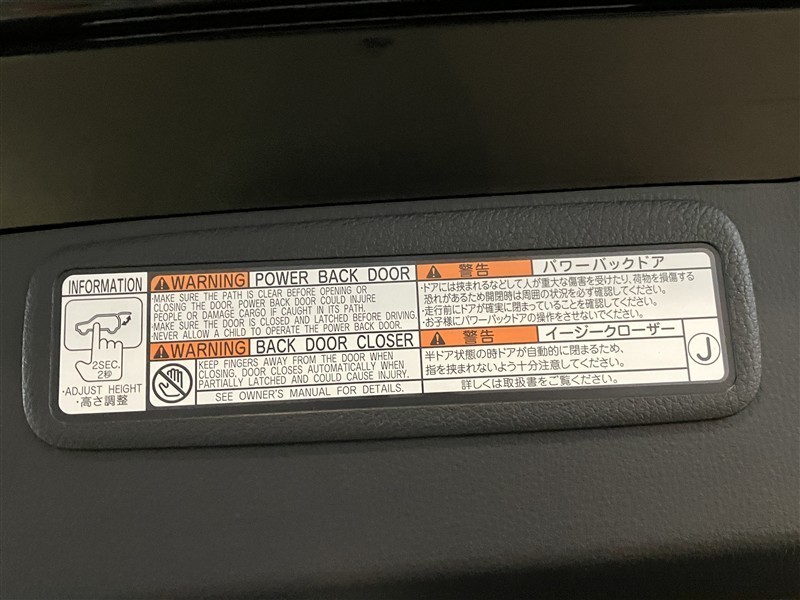 INFORMATION
2SEC.
2秒
·ADJUST HEIGHT
·高さ調整
WARNING POWER BACK DOOR
·MAKE SURE THE PATH IS CLEAR BEFORE OPENING OR
CLOSING THE DOOR. POWER BACK DOOR COULD INJURE
PEOPLE OR DAMAGE CARGO IF CAUGHT IN ITS PATH.
·MAKE SURE THE DOOR IS CLOSED AND LATCHED BEFORE DRIVING.
·NEVER ALLOW A CHILD TO OPERATE THE POWER BACK DOOR.
WARNING BACK DOOR CLOSER
KEEP FINGERS AWAY FROM THE DOOR WHEN
CLOSING. DOOR CLOSES AUTOMATICALLY WHEN
PARTIALLY LATCHED AND COULD CAUSE INJURY.
SEE OWNER'S MANUAL FOR DETAILS.
警告 パワーバックドア
·ドアには挟まれるなどして人が重大な傷害を受けたり、荷物を損傷する
恐れがあるため開閉時は周囲の状況を必ず確認してください。
·走行前にドアが確実に閉まっていることを確認してください。
·お子様にパワーバックドアの操作をさせないでください。
警告 イージークローザー
半ドア状態の時ドアが自動的に閉まるため、
指を挟まれないよう十分注意してください。
詳しくは取扱書をご覧ください。
J